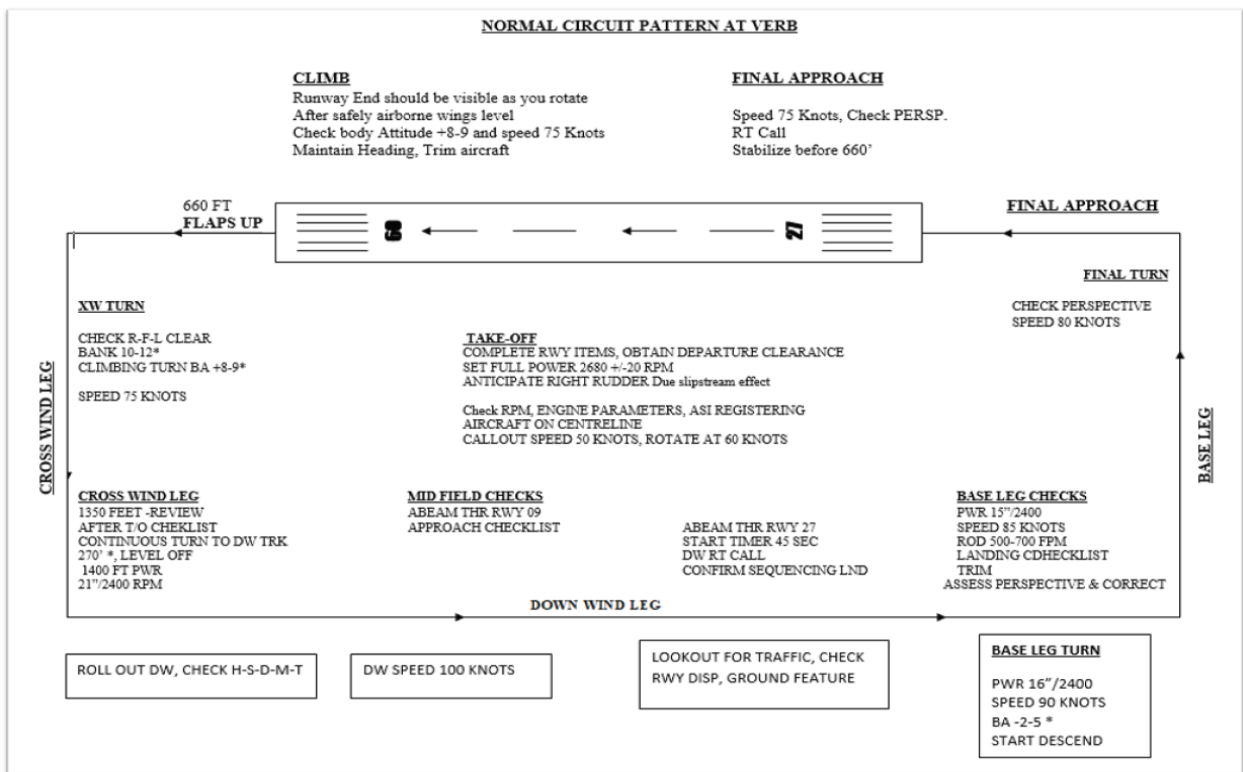 NORMAL CIRCUIT PATTERN AT VERB
CLIMB
Runway End should be visible as you rotate
After safely airborne wings level
Check body Attitude +8-9 and speed 75 Knots
Maintain Heading, Trim aircraft
FINAL APPROACH
Speed 75 Knots, Check PERSP.
RT Call
Stabilize before 660’
660 FT
FLAPS UP
09
27
FINAL APPROACH
FINAL TURN
CHECK PERSPECTIVE
SPEED 80 KNOTS
XW TURN
CHECK R-F-L CLEAR
BANK 10-12*
CLIMBING TURN BA +8-9*
SPEED 75 KNOTS
TAKE-OFF
COMPLETE RWY ITEMS, OBTAIN DEPARTURE CLEARANCE
SET FULL POWER 2680 +/-20 RPM
ANTICIPATE RIGHT RUDDER Due slipstream effect
Check RPM, ENGINE PARAMETERS, ASI REGISTERING
AIRCRAFT ON CENTRELINE
CALLOUT SPEED 50 KNOTS, ROTATE AT 60 KNOTS
CROSS WIND LEG
BASE LEG
CROSS WIND LEG
1350 FEET -REVIEW
AFTER T/O CHEKLIST
CONTINUOUS TURN TO DW TRK
270’ *, LEVEL OFF
1400 FT PWR
21”/2400 RPM
MID FIELD CHECKS
ABEAM THR RWY 09
APPROACH CHECKLIST
ABEAM THR RWY 27
START TIMER 45 SEC
DW RT CALL
CONFIRM SEQUENCING LND
BASE LEG CHECKS
PWR 15”/2400
SPEED 85 KNOTS
ROD 500-700 FPM
LANDING CDHECKLIST
TRIM
ASSESS PERSPECTIVE & CORRECT
DOWN WIND LEG
ROLL OUT DW, CHECK H-S-D-M-T
DW SPEED 100 KNOTS
LOOKOUT FOR TRAFFIC, CHECK
RWY DISP, GROUND FEATURE
BASE LEG TURN
PWR 16”/2400
SPEED 90 KNOTS
BA -2-5 *
START DESCEND